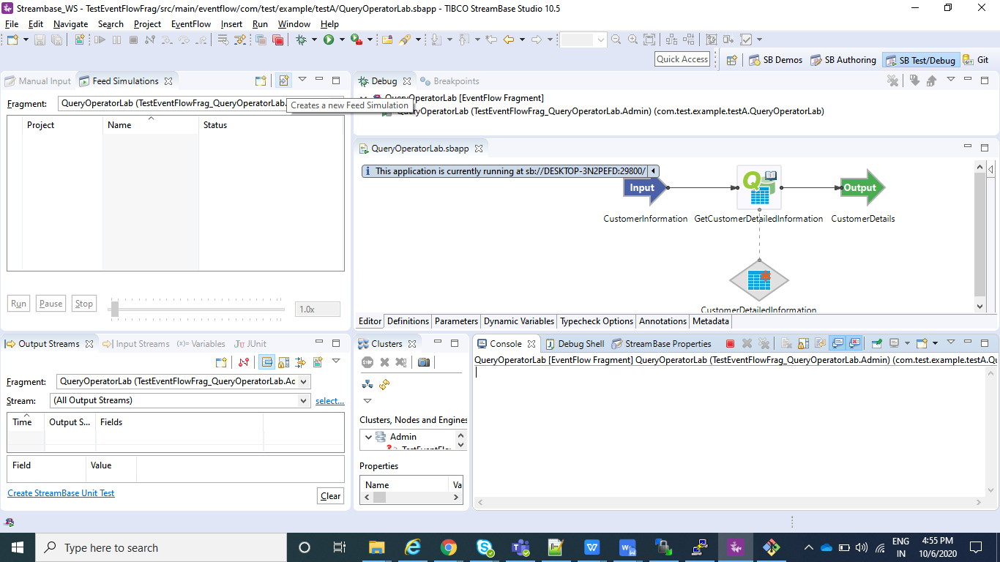 Streambase_WS - TestEventFlowFrag/src/main/eventflow/com/test/example/testA/QueryOperatorLab.sbapp - TIBCO StreamBase Studio 10.5
File Edit Navigate Search Project EventFlow Insert Run Window Help
Quick Access
SB Demos
SB Authoring
SB Test/Debug
Git
Manual Input
Feed Simulations
Fragment:
QueryOperatorLab (TestEventFlowFrag_QueryOperatorLab.
Creates a new Feed Simulation
Project
Name
Status
Run
Pause
Stop
1.0x
Debug
Breakpoints
QueryOperatorLab [EventFlow Fragment]
QueryOperatorLab (TestEventFlowFrag_QueryOperatorLab.Admin) (com.test.example.testA.QueryOperatorLab)
QueryOperatorLab.sbapp
This application is currently running at sb://DESKTOP-3N2PEFD:29800/
Input
Output
CustomerInformation
GetCustomerDetailedInformation
CustomerDetails
CustomerDetailedInformation
Editor Definitions Parameters Dynamic Variables Typecheck Options Annotations Metadata
Output Streams
Input Streams
(x)= Variables
JUnit
Fragment:
QueryOperatorLab (TestEventFlowFrag_QueryOperatorLab.Ac
Stream:
(All Output Streams)
select...
Time
Output S...
Fields
Field
Value
Create StreamBase Unit Test
Clear
Clusters
Clusters, Nodes and Engines
Admin
TestEventFlo
Properties
Name
Va
Console
Debug Shell
StreamBase Properties
QueryOperatorLab [EventFlow Fragment] QueryOperatorLab (TestEventFlowFrag_QueryOperatorLab.Admin) (com.test.example.testA.Qu
Type here to search
ENG
IN
4:55 PM
10/6/2020